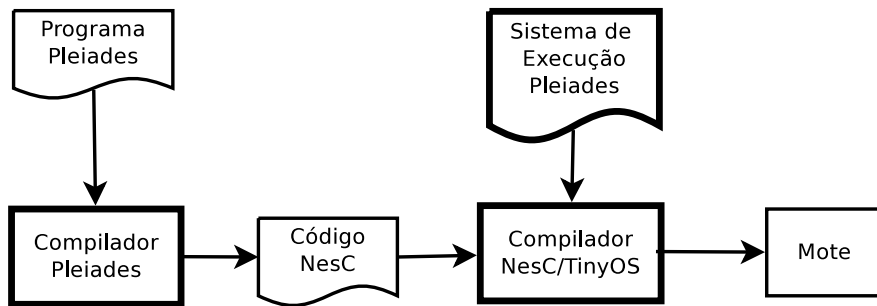 Programa
Pleiades
Sistema de
Execução
Pleiades
Compilador
Pleiades
Código
NesC
Compilador
NesC/TinyOS
Mote